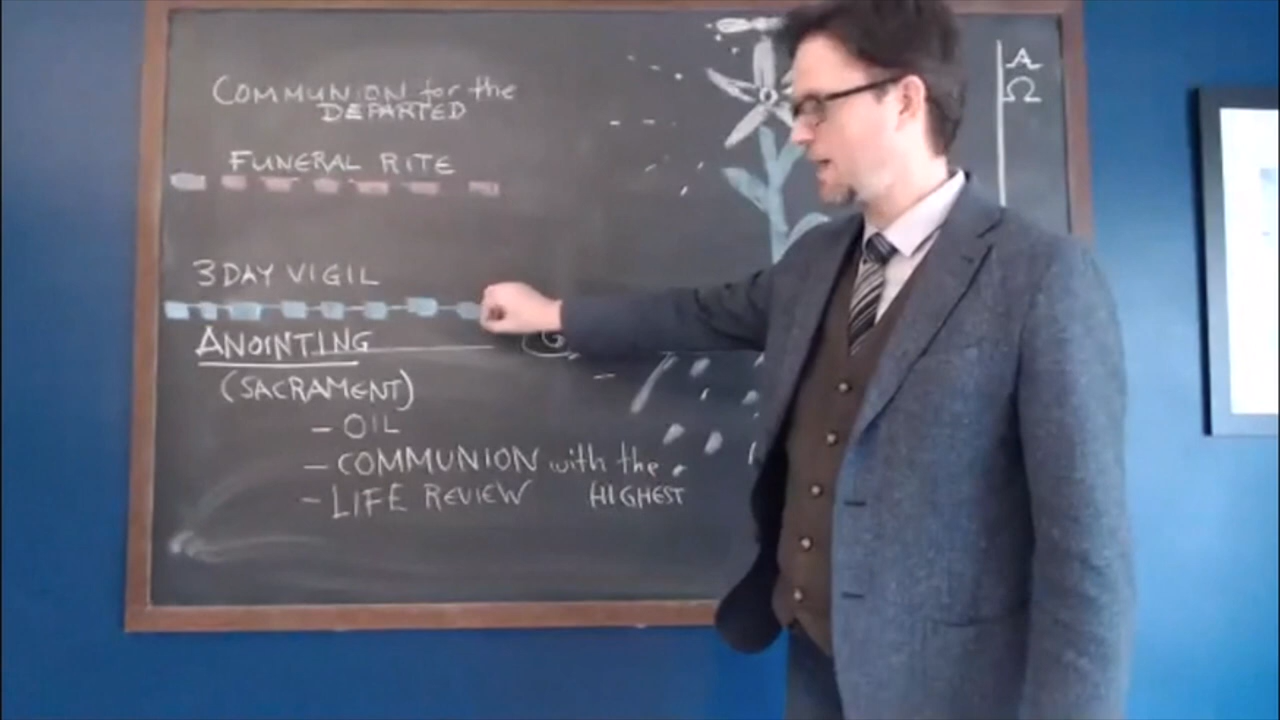 COMMUNION for the
DEPARTED
FUNERAL RITE
3 DAY VIGIL
ANOINTING
(SACRAMENT)
- OIL
- COMMUNION with the
HIGHEST
- LIFE REVIEW
A
Ω